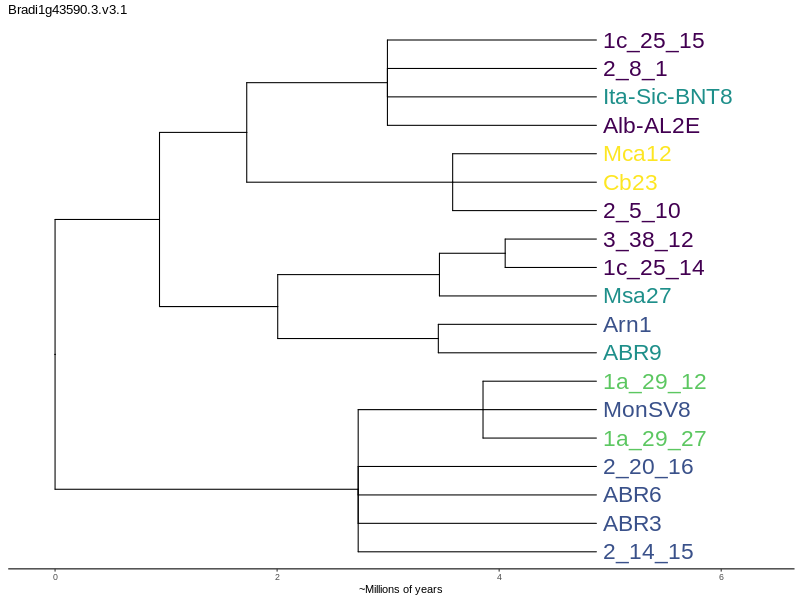 Bradi1g43590.3.v3.1
1c_25_15
2_8_1
Ita-Sic-BNT8
Alb-AL2E
Mca12
Cb23
2_5_10
3_38_12
1c_25_14
Msa27
Arn1
ABR9
1a_29_12
MonSV8
1a_29_27
2_20_16
ABR6
ABR3
2_14_15
0 2 4 6
~Millions of years